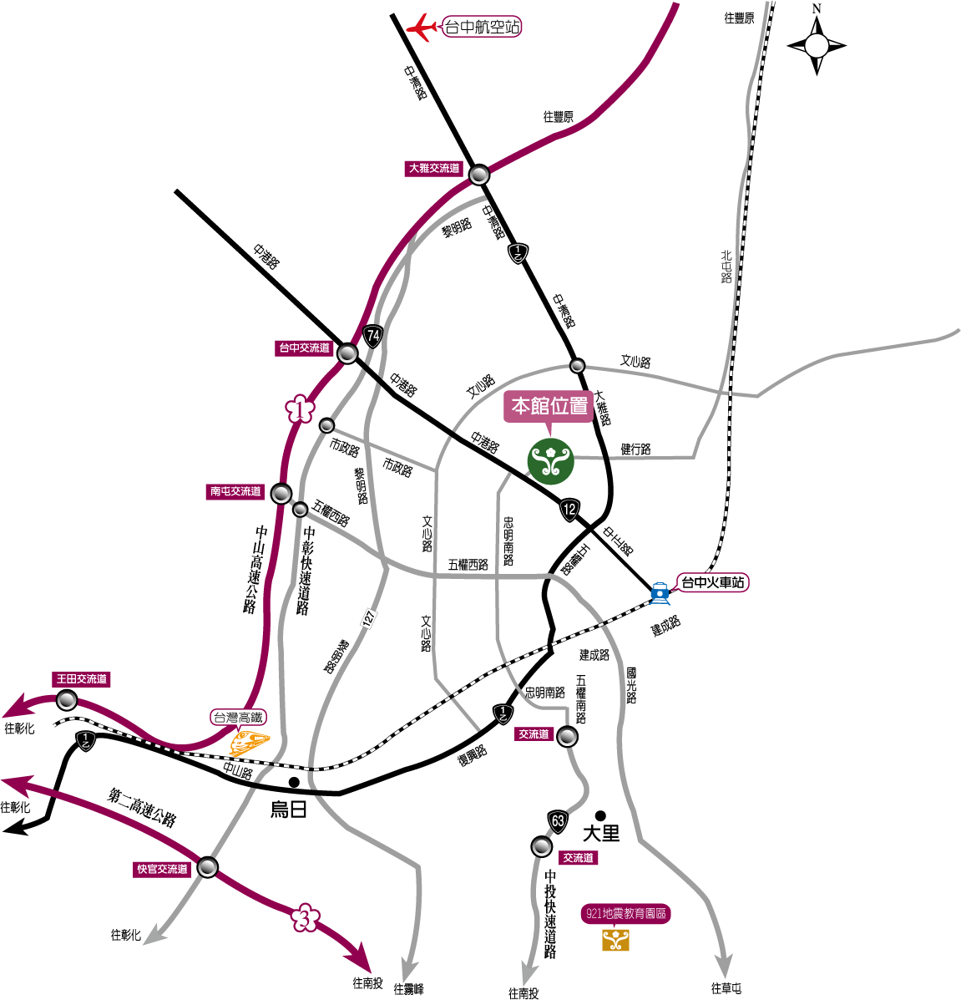 往豐原
N
台中航空站
中清路
往豐原
大雅交流道
中清路
黎明路
1乙
中港路
北屯路
中清路
74
台中交流道
文心路
中港路
文心路
大雅路
本館位置
1
中港路
市政路
市政路
健行路
黎明路
南屯交流道
五權西路
12
文心路
忠明南路
中正路
中山高速公路
中彰快速道路
五權路
五權西路
台中火車站
127
文心路
建成路
黎明路
建成路
國光路
王田交流道
五權南路
忠明南路
往彰化
台灣高鐵
1乙
交流道
1乙
復興路
中山路
往彰化
第二高速公路
烏日
63
大里
快官交流道
交流道
中投快速道路
3
921地震教育園區
往彰化
往南投
往霧峰
往南投
往草屯